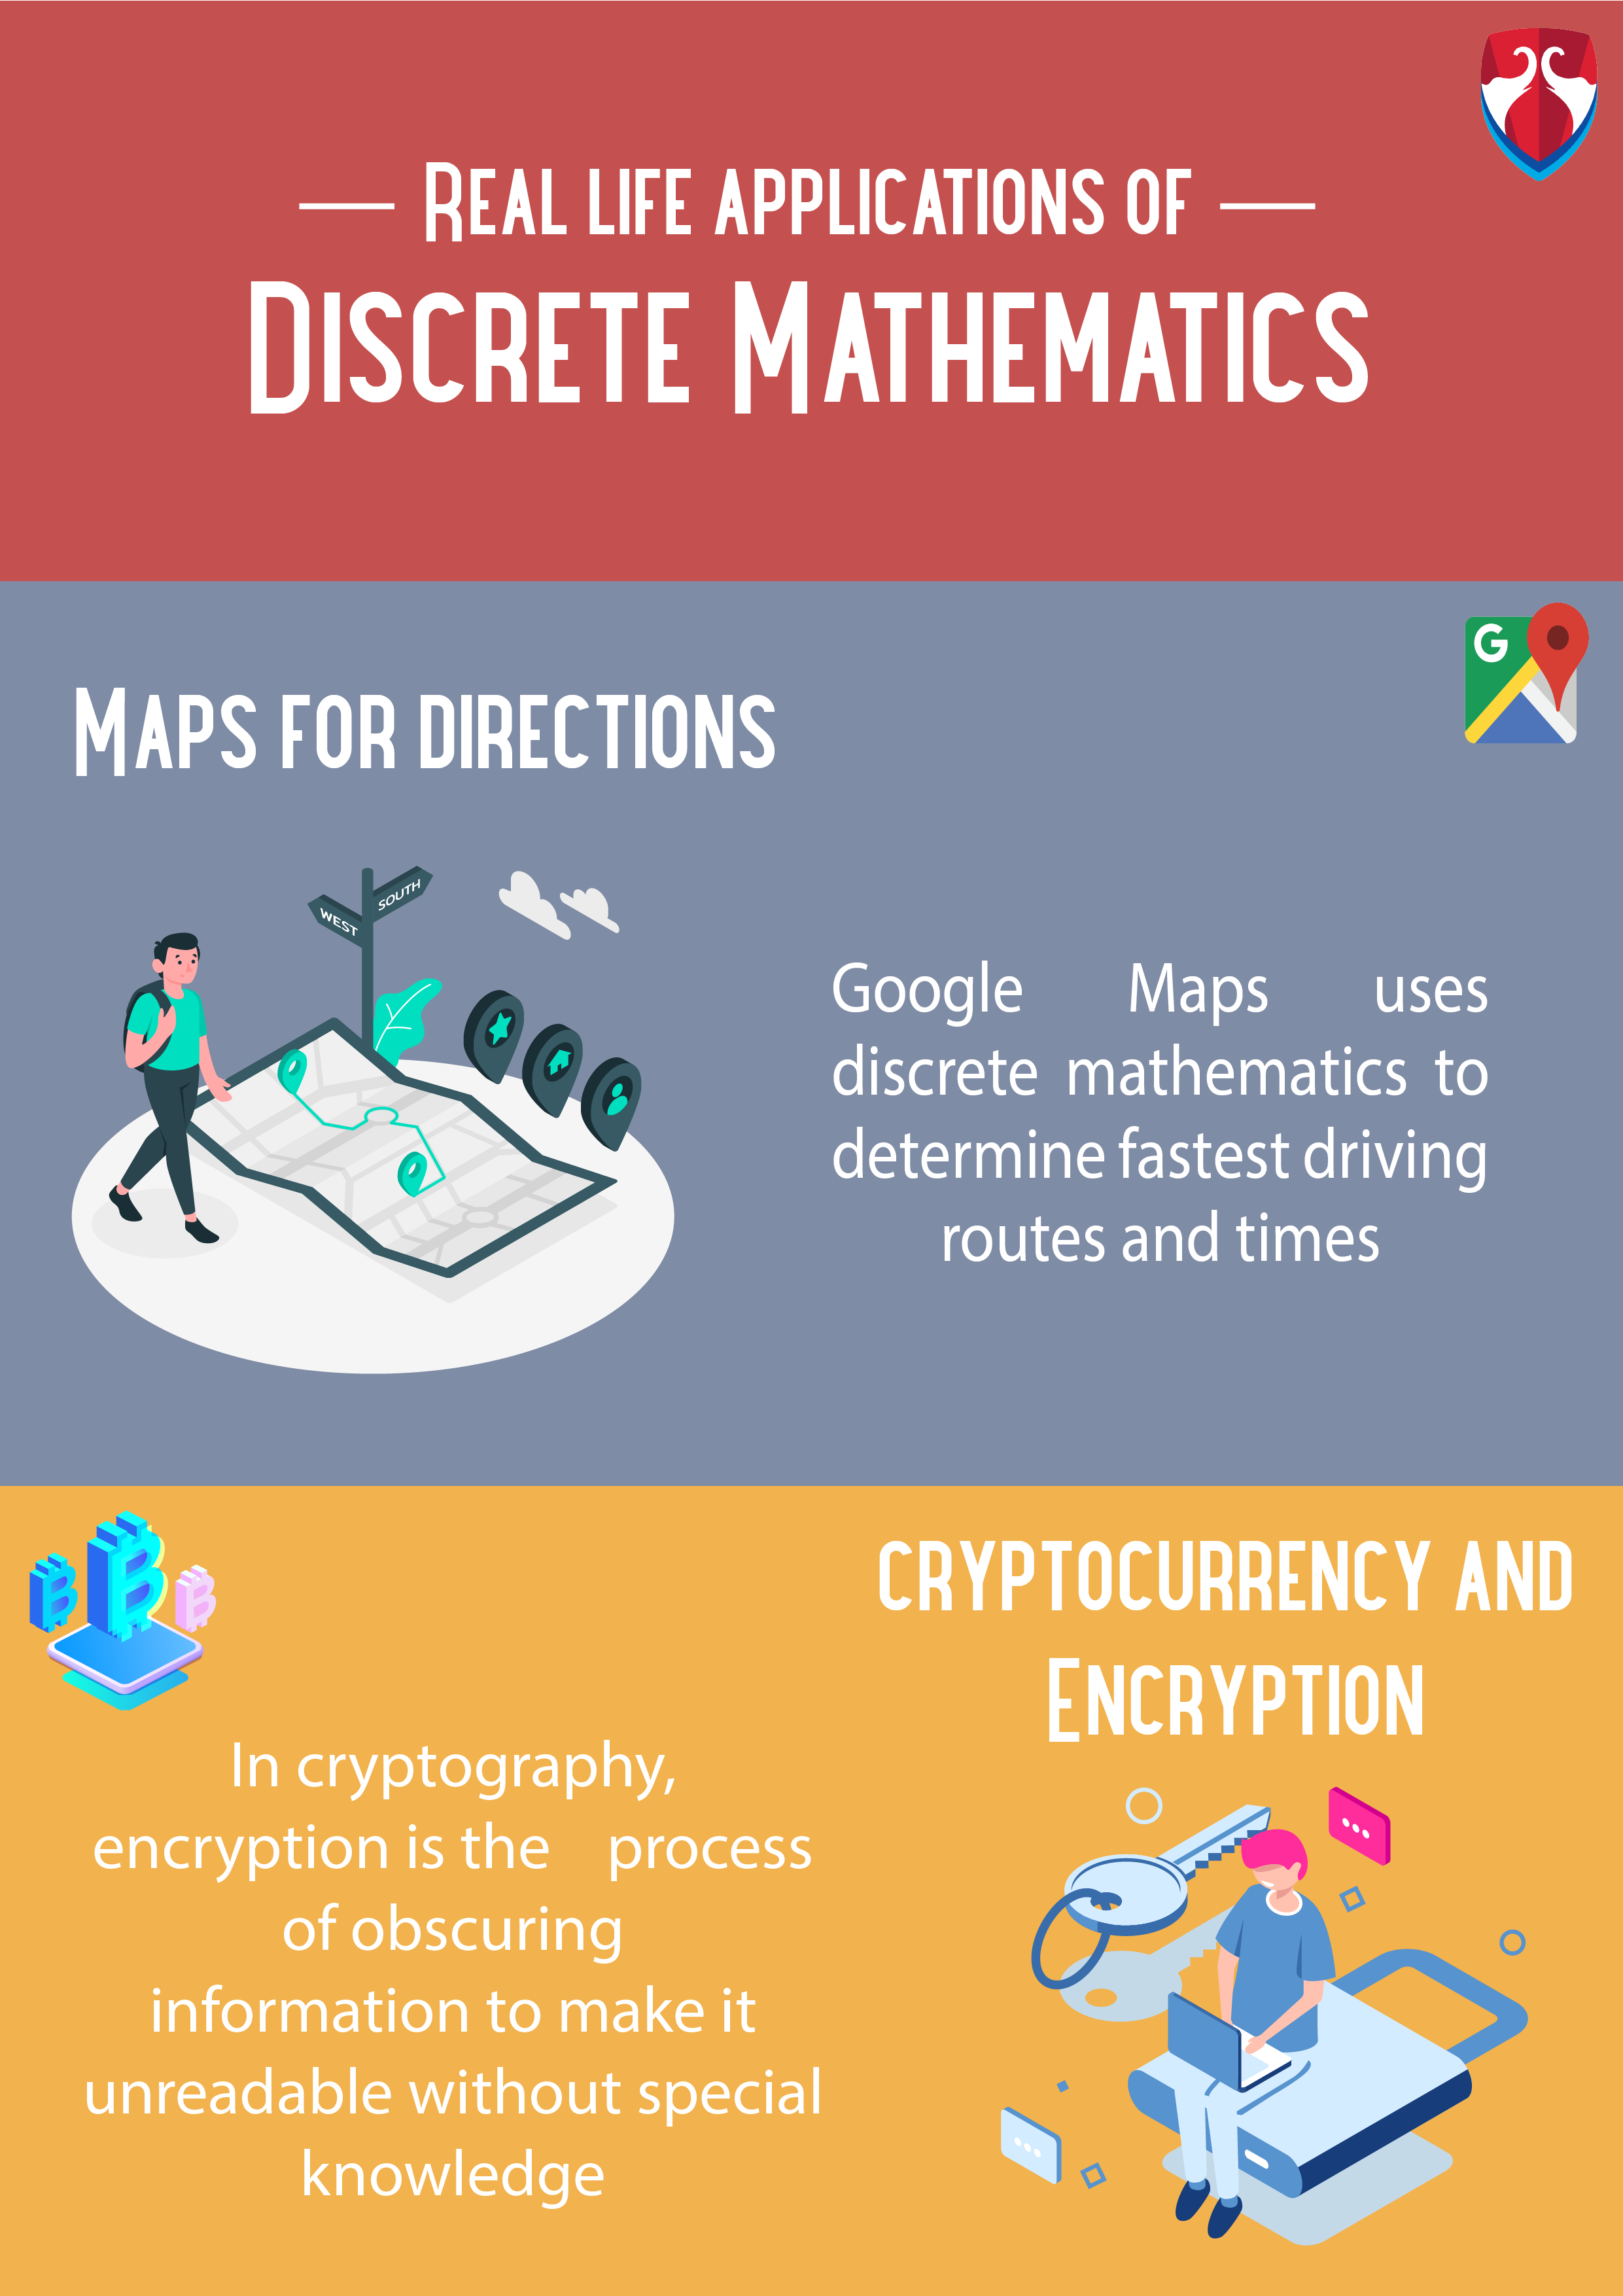 Real life applications of
Discrete Mathematics
G
Maps for directions
WEST
SOUTH
Google Maps uses
discrete mathematics to
determine fastest driving
routes and times
cryptocurrency and
Encryption
In cryptography,
encryption is the process
of obscuring
information to make it
unreadable without special
knowledge